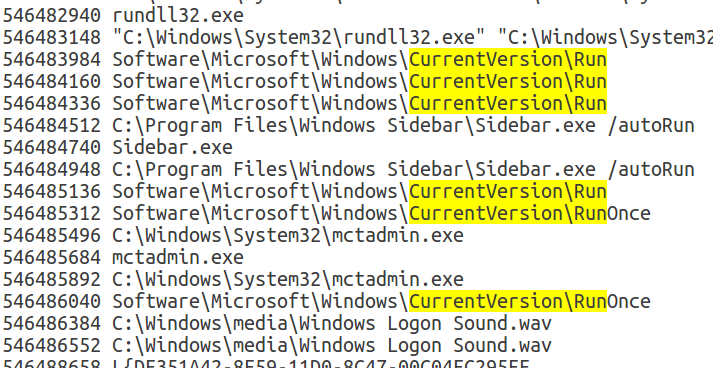 546482940 rundll32.exe
546483148 "C:\Windows\System32\rundll32.exe" "C:\Windows\System32
546483984 Software\Microsoft\Windows\CurrentVersion\Run
546484160 Software\Microsoft\Windows\CurrentVersion\Run
546484336 Software\Microsoft\Windows\CurrentVersion\Run
546484512 C:\Program Files\Windows Sidebar\Sidebar.exe /autoRun
546484740 Sidebar.exe
546484948 C:\Program Files\Windows Sidebar\Sidebar.exe /autoRun
546485136 Software\Microsoft\Windows\CurrentVersion\Run
546485312 Software\Microsoft\Windows\CurrentVersion\RunOnce
546485496 C:\Windows\System32\mctadmin.exe
546485684 mctadmin.exe
546485892 C:\Windows\System32\mctadmin.exe
546486040 Software\Microsoft\Windows\CurrentVersion\RunOnce
546486384 C:\Windows\media\Windows Logon Sound.wav
546486552 C:\Windows\media\Windows Logon Sound.wav
546488658